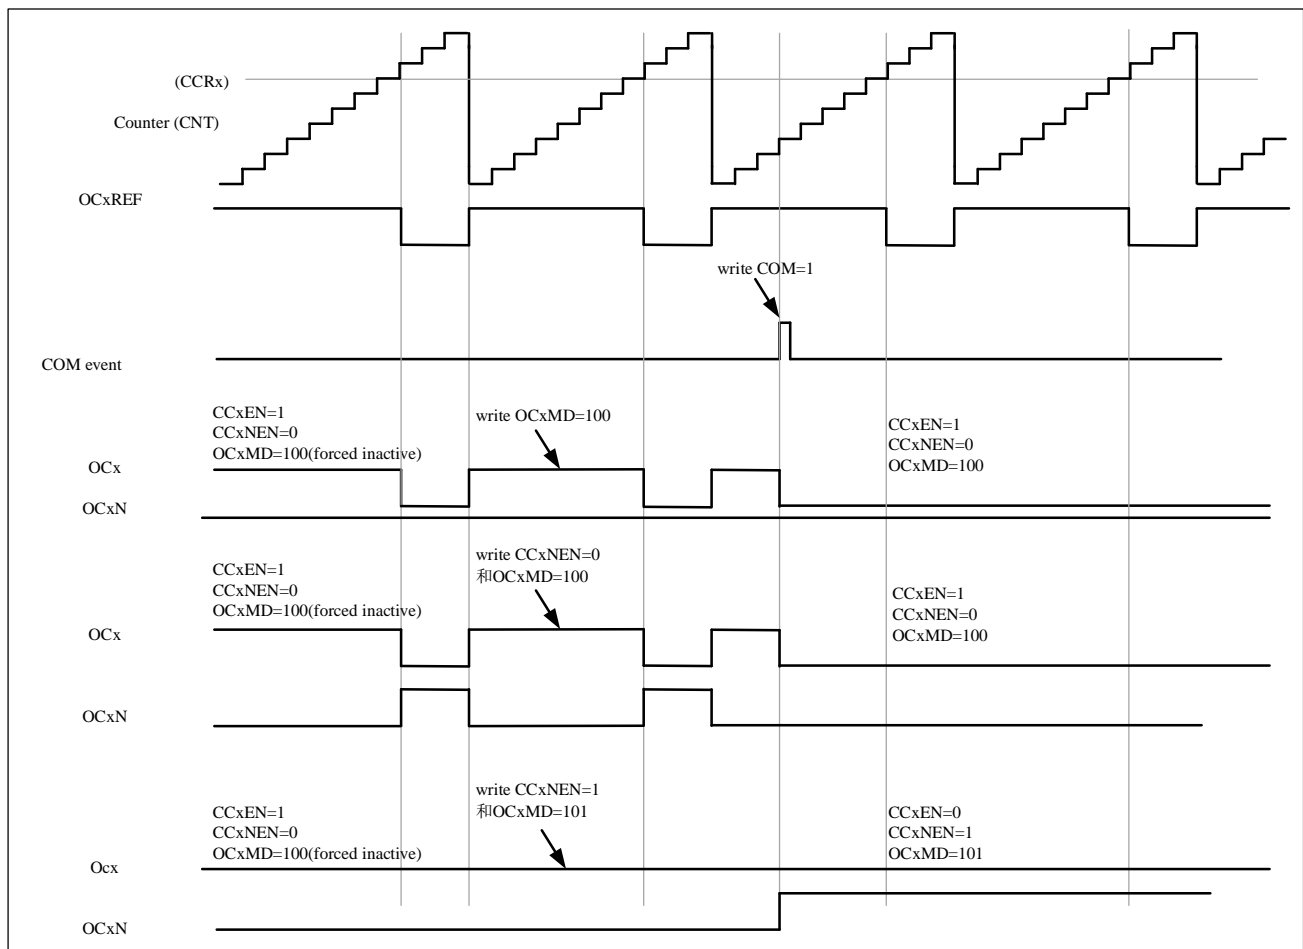 (CCRx)
Counter (CNT)
OCxREF
write COM=1
COM event
CCxEN=1
CCxNEN=0
OCxMD=100(forced inactive)
write OCxMD=100
CCxEN=1
CCxNEN=0
OCxMD=100
OCx
OCxN
CCxEN=1
CCxNEN=0
OCxMD=100(forced inactive)
write CCxNEN=0
和OCxMD=100
CCxEN=1
CCxNEN=0
OCxMD=100
OCx
OCxN
CCxEN=1
CCxNEN=0
OCxMD=100(forced inactive)
write CCxNEN=1
和OCxMD=101
CCxEN=0
CCxNEN=1
OCxMD=101
Ocx
OCxN